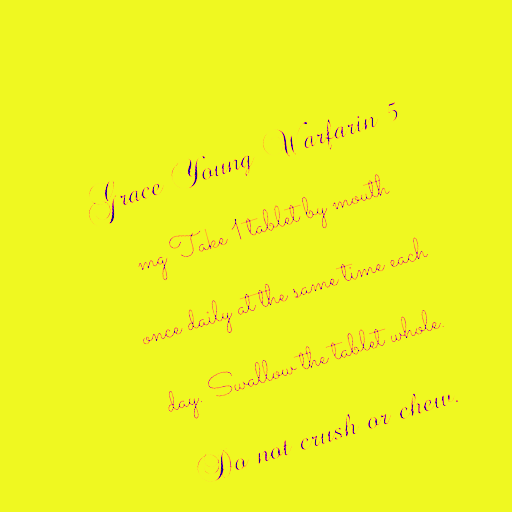 Grace Young Warfarin 5
mg Take 1 tablet by mouth
once daily at the same time each
day. Swallow the tablet whole.
Do not crush or chew.